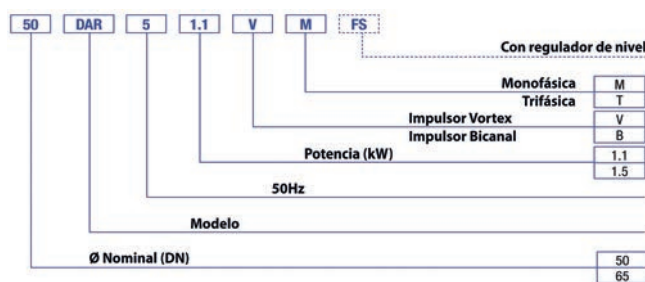 50 DAR 5 1.1 V M FS
Con regulador de nivel
Monofásica M
Trifásica T
Impulsor Vortex V
Impulsor Bicanal B
Potencia (kW) 1.1
1.5
50Hz
Modelo
Ø Nominal (DN) 50
65